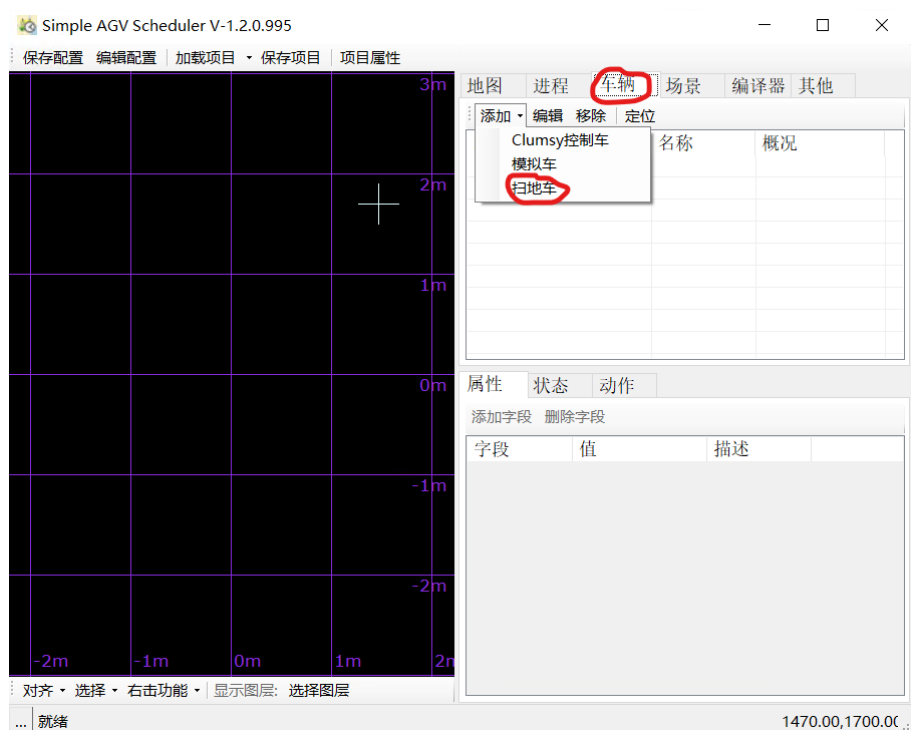 Simple AGV Scheduler V-1.2.0.995
保存配置 编辑配置 加载项目 保存项目 项目属性
3m
2m
1m
0m
-1m
-2m
-2m -1m 0m 1m 2m
对齐 选择 右击功能 显示图层: 选择图层
地图 进程 车辆 场景 编译器 其他
添加 编辑 移除 定位
Clumsy控制车
模拟车
扫地车
名称 概况
属性 状态 动作
添加字段 删除字段
字段 值 描述
... 就绪 1470.00,1700.00